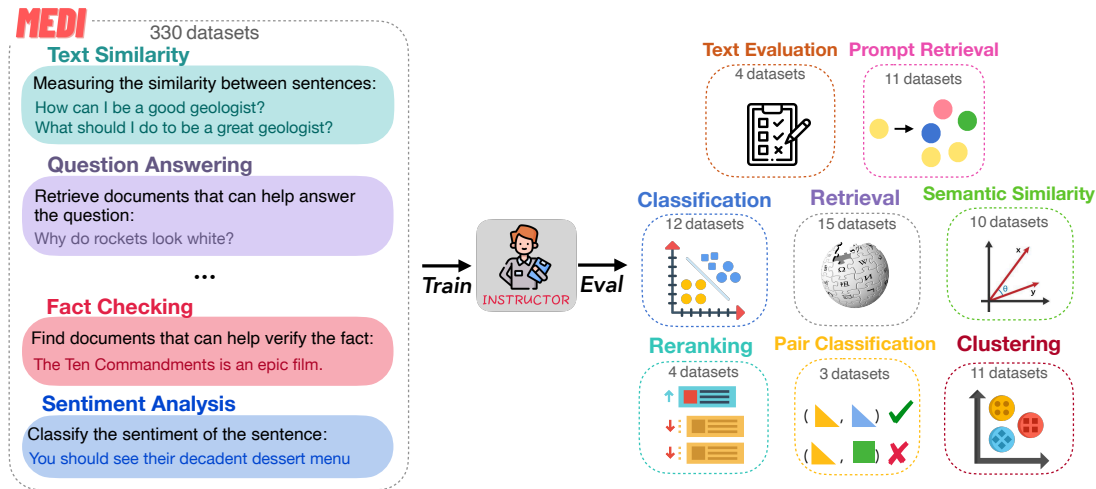 MEDI
330 datasets
Text Similarity
Measuring the similarity between sentences:
How can I be a good geologist?
What should I do to be a great geologist?
Question Answering
Retrieve documents that can help answer
the question:
Why do rockets look white?
...
Fact Checking
Find documents that can help verify the fact:
The Ten Commandments is an epic film.
Sentiment Analysis
Classify the sentiment of the sentence:
You should see their decadent dessert menu
Train
INSTRUCTOR
Eval
Text Evaluation
4 datasets
Prompt Retrieval
11 datasets
Classification
12 datasets
Retrieval
15 datasets
Semantic Similarity
10 datasets
x
θ
y
Reranking
4 datasets
Pair Classification
3 datasets
( , )
( , )
Clustering
11 datasets